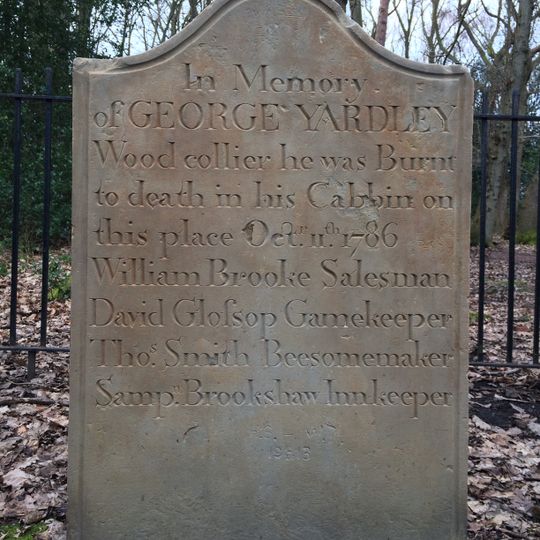 In Memory
of GEORGE YARDLEY
Wood collier he was Burnt
to death in his Cabbin on
this place Octr. 11th. 1786
William Brooke Salesman
David Gloſsop Gamekeeper
Thos. Smith Beesomemaker
Sampn. Brookshaw Innkeeper